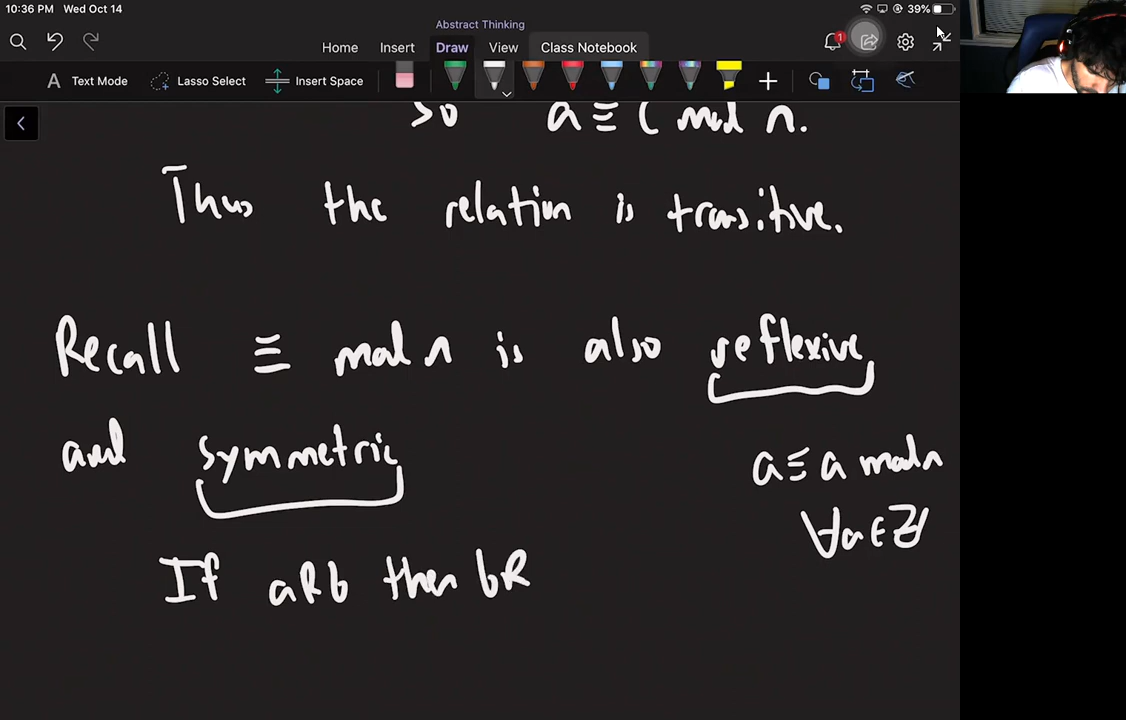 10:36 PM Wed Oct 14
39%
Abstract Thinking
Home Insert Draw View Class Notebook
1
Text Mode Lasso Select Insert Space
so a ≡ c mod n.
Thus the relation is transitive.
Recall ≡ mod n is also reflexive
and symmetric
a ≡ a mod n
∀a∈ℤ
If aRb then bR